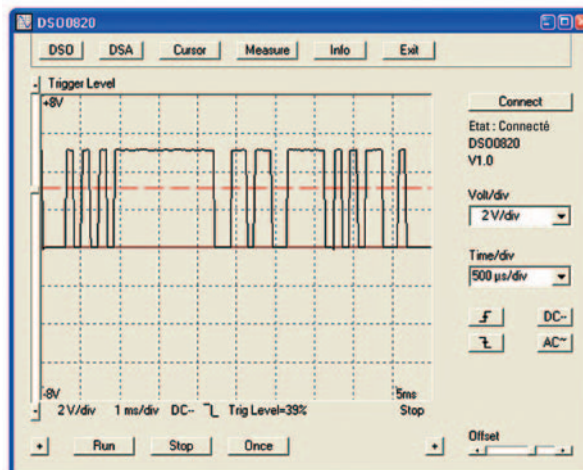 DSO0820
DSO DSA Cursor Measure Info Exit
Trigger Level
+8V
-8V
5ms
2 V/div 1 ms/div DC-- Trig Level=39% Stop
+ Run Stop Once +
Connect
Etat : Connecté
DSO0820
V1.0
Volt/div
2 V/div
Time/div
500 µs/div
DC--
AC~
Offset